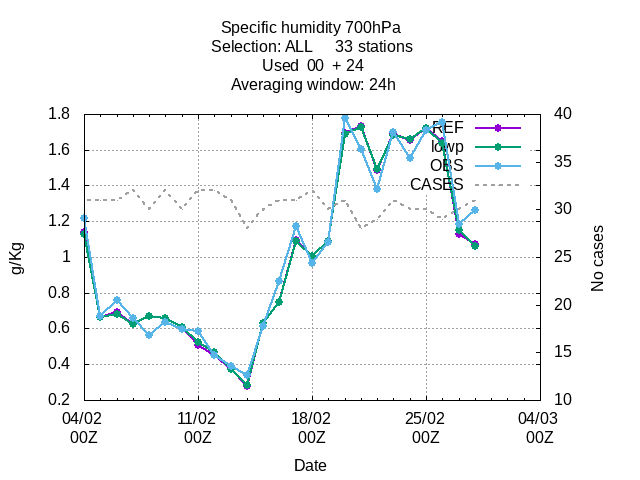 Specific humidity 700hPa
Selection: ALL 33 stations
Used 00 + 24
Averaging window: 24h
1.8
1.6
1.4
1.2
1
0.8
0.6
0.4
0.2
g/Kg
REF
lowp
OBS
CASES
40
35
30
25
20
15
10
No cases
04/02 11/02 18/02 25/02 04/03
00Z 00Z 00Z 00Z 00Z
Date